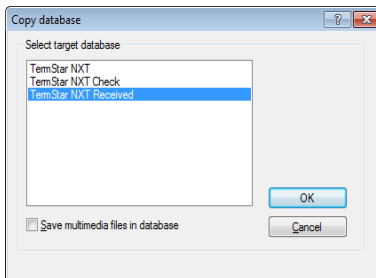 Copy database
Select target database
TermStar NXT
TermStar NXT Check
TermStar NXT Received
OK
Save multimedia files in database
Cancel